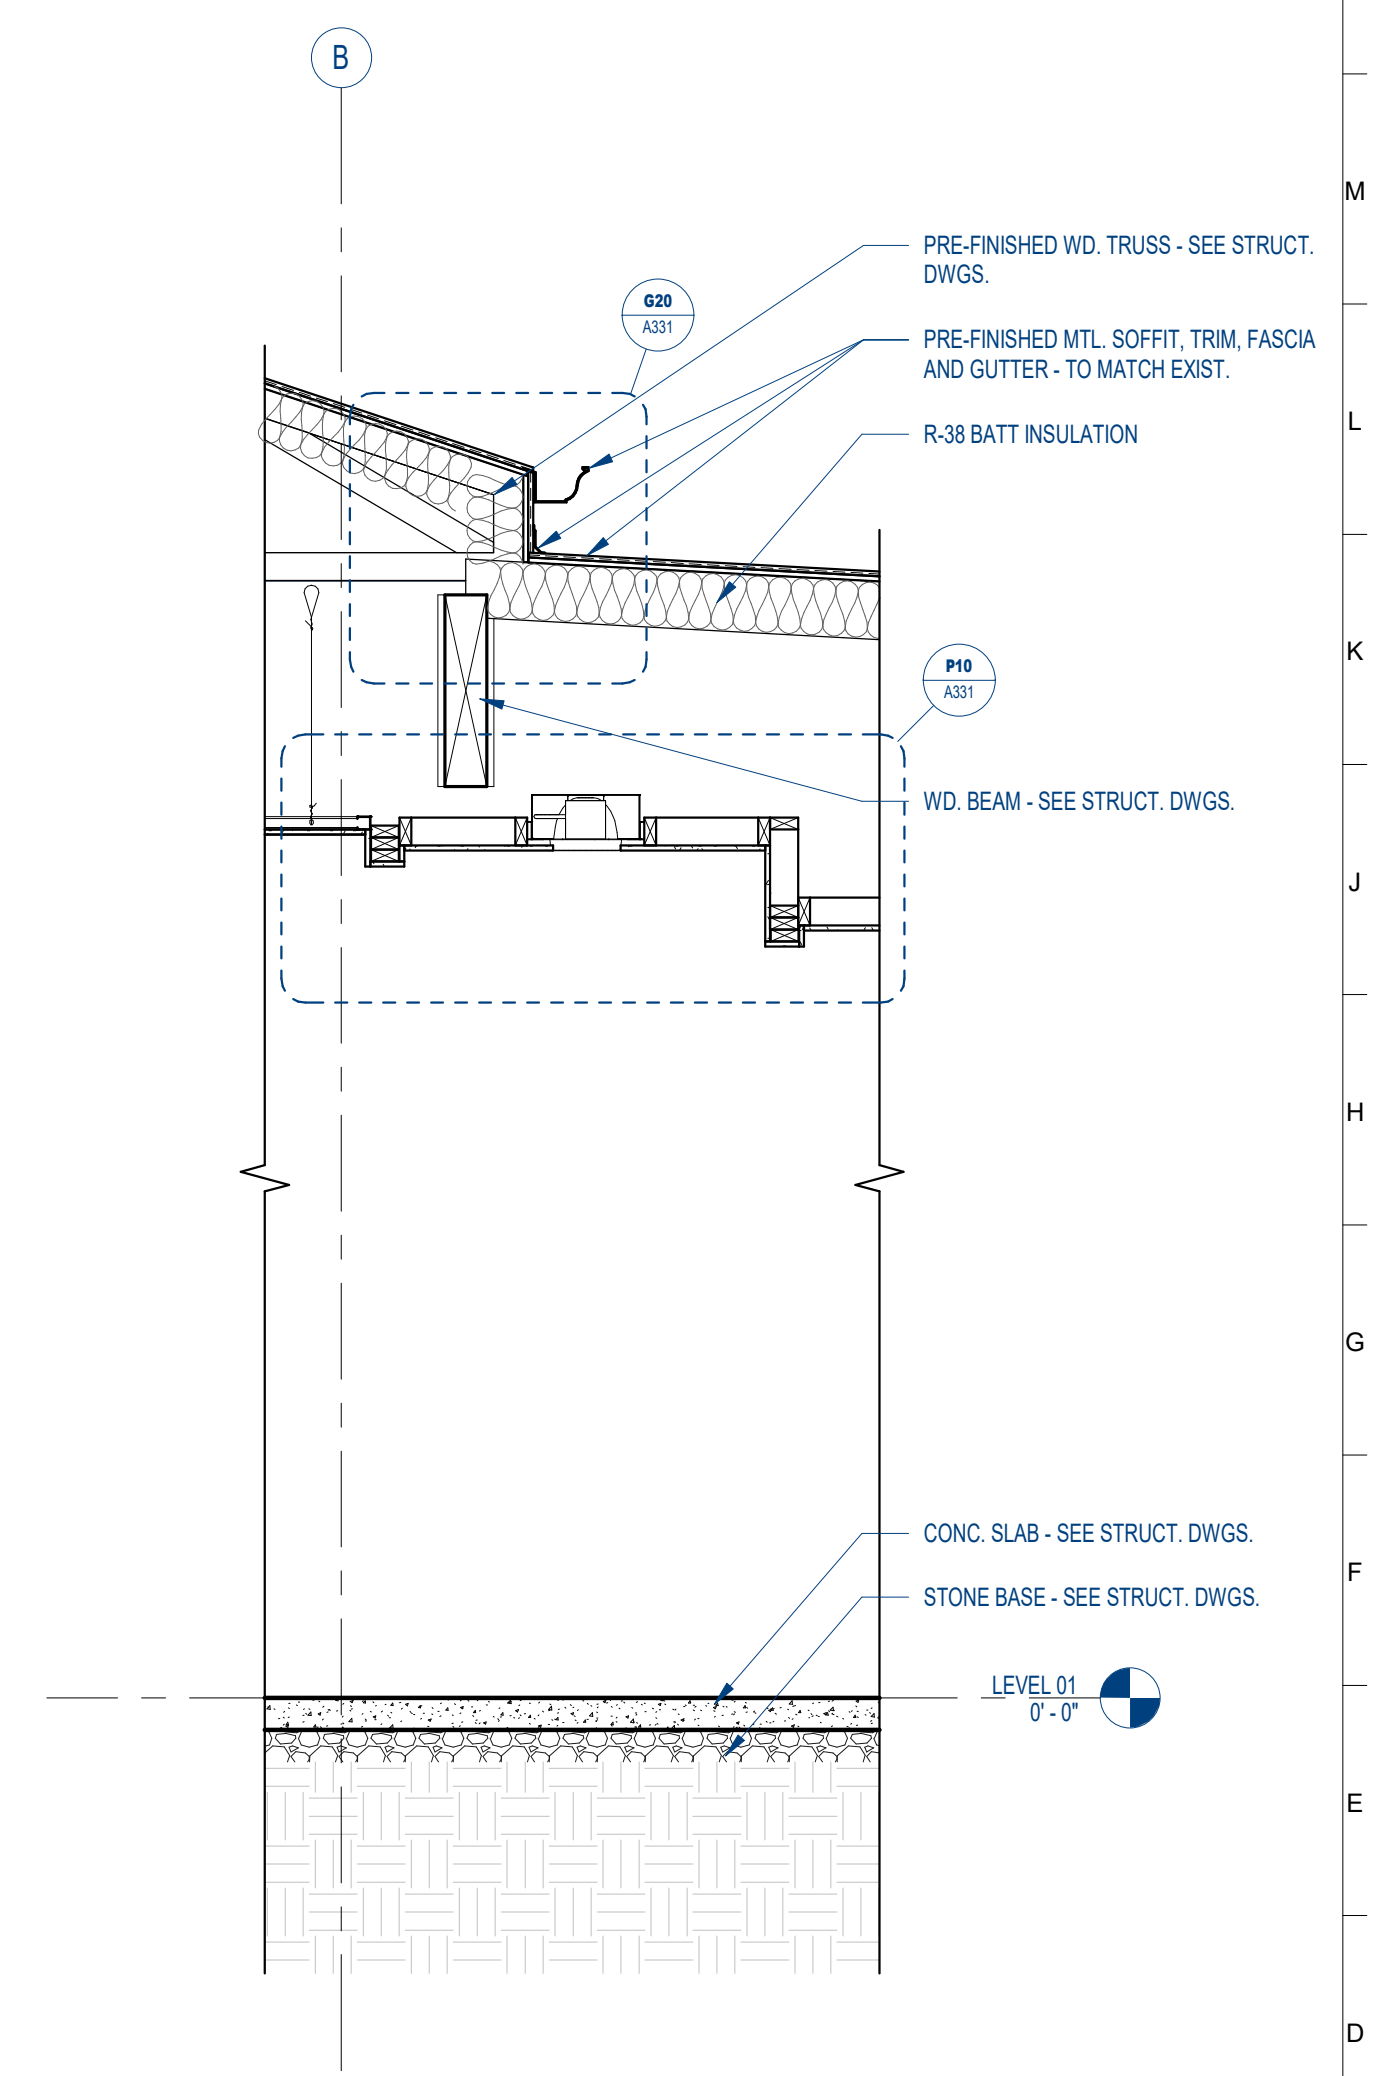 B
M
PRE-FINISHED WD. TRUSS - SEE STRUCT.
DWGS.
G20
A331
PRE-FINISHED MTL. SOFFIT, TRIM, FASCIA
AND GUTTER - TO MATCH EXIST.
L
R-38 BATT INSULATION
K
P10
A331
WD. BEAM - SEE STRUCT. DWGS.
J
H
G
CONC. SLAB - SEE STRUCT. DWGS.
F
STONE BASE - SEE STRUCT. DWGS.
LEVEL 01
0' - 0"
E
D